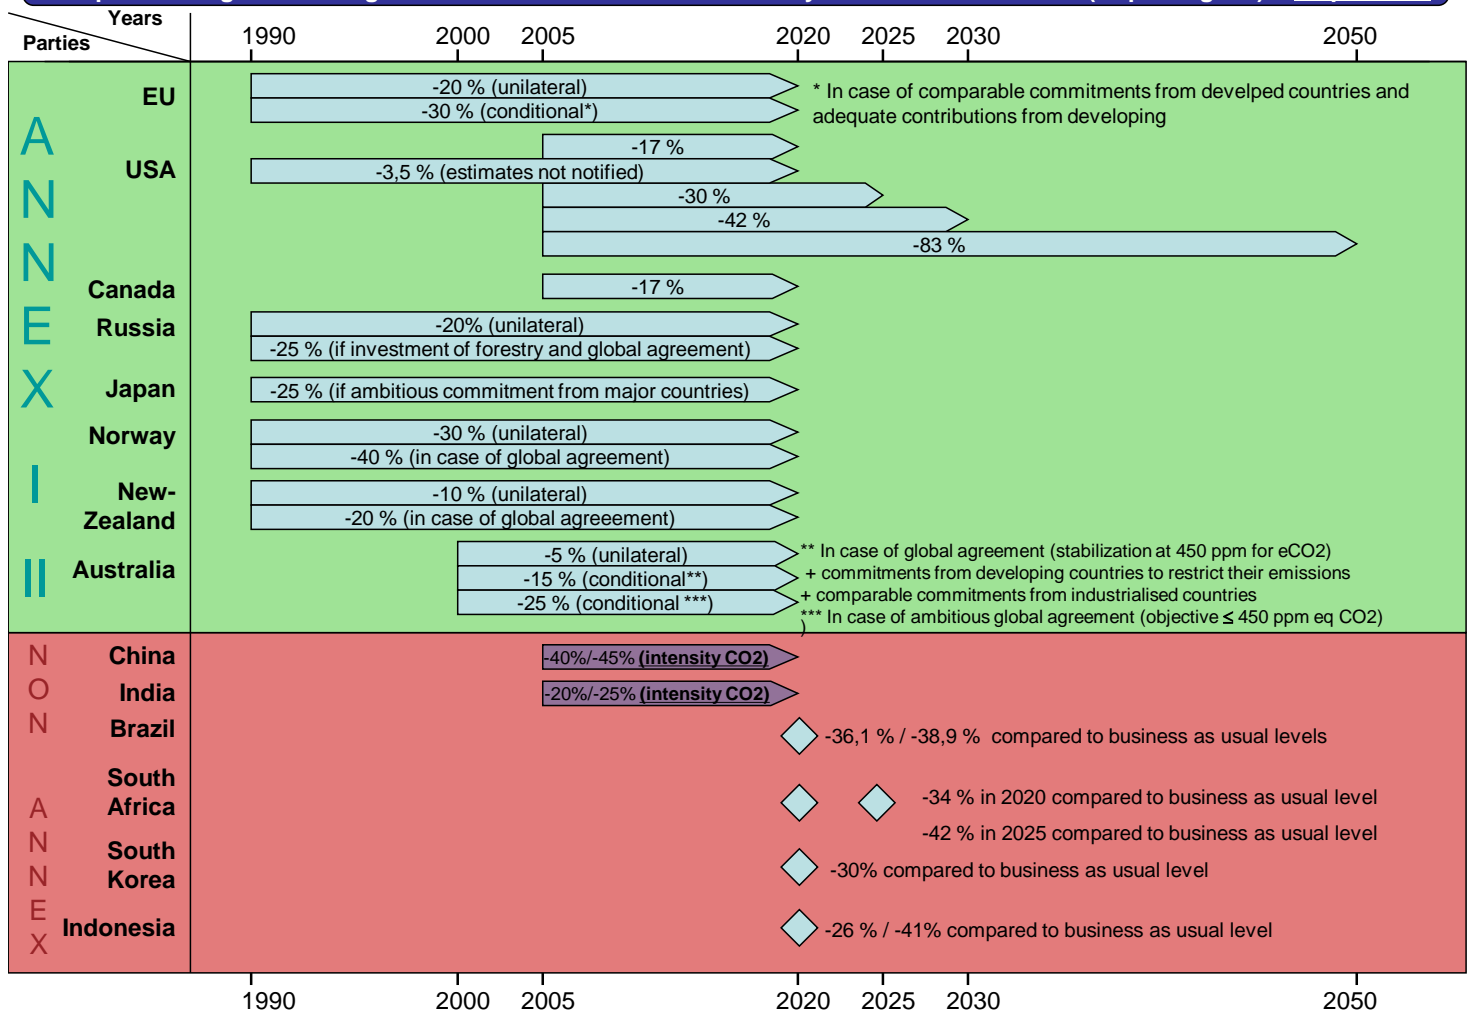 Years
Parties
1990 2000 2005 2020 2025 2030 2050
ANNEX I
II
EU
-20 % (unilateral)
-30 % (conditional*)
* In case of comparable commitments from develped countries and
adequate contributions from developing
USA
-17 %
-3,5 % (estimates not notified)
-30 %
-42 %
-83 %
Canada
-17 %
Russia
-20% (unilateral)
-25 % (if investment of forestry and global agreement)
Japan
-25 % (if ambitious commitment from major countries)
Norway
-30 % (unilateral)
-40 % (in case of global agreement)
New-
Zealand
-10 % (unilateral)
-20 % (in case of global agreeement)
Australia
-5 % (unilateral)
-15 % (conditional**)
-25 % (conditional ***)
** In case of global agreement (stabilization at 450 ppm for eCO2)
+ commitments from developing countries to restrict their emissions
+ comparable commitments from industrialised countries
*** In case of ambitious global agreement (objective ≤ 450 ppm eq CO2)
)
NON ANNEX
China
-40%/-45% (intensity CO2)
India
-20%/-25% (intensity CO2)
Brazil
-36,1 % / -38,9 % compared to business as usual levels
South
Africa
-34 % in 2020 compared to business as usual level
-42 % in 2025 compared to business as usual level
South
Korea
-30% compared to business as usual level
Indonesia
-26 % / -41% compared to business as usual level
1990 2000 2005 2020 2025 2030 2050